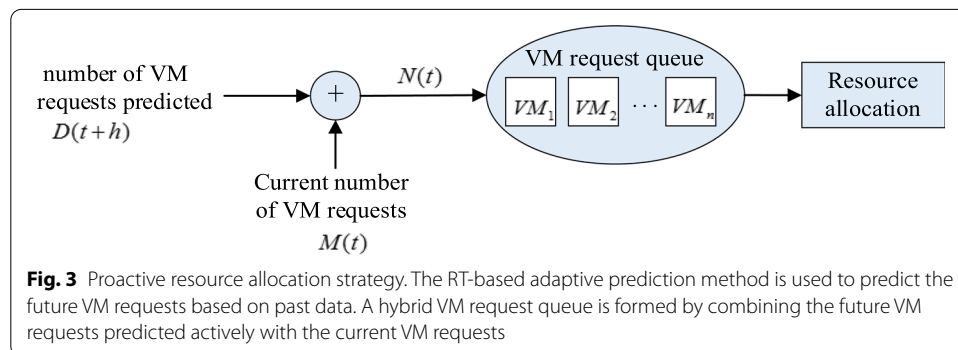 number of VM
requests predicted
D(t+h)
+
N(t)
Current number
of VM requests
M(t)
VM request queue
VM₁ VM₂ ··· VMₙ
Resource
allocation
Fig. 3 Proactive resource allocation strategy. The RT-based adaptive prediction method is used to predict the
future VM requests based on past data. A hybrid VM request queue is formed by combining the future VM
requests predicted actively with the current VM requests